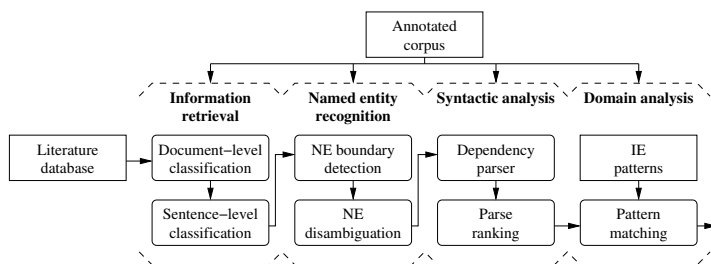 Annotated
corpus
Information
retrieval
Named entity
recognition
Syntactic analysis
Domain analysis
Literature
database
Document−level
classification
NE boundary
detection
Dependency
parser
IE
patterns
Sentence−level
classification
NE
disambiguation
Parse
ranking
Pattern
matching